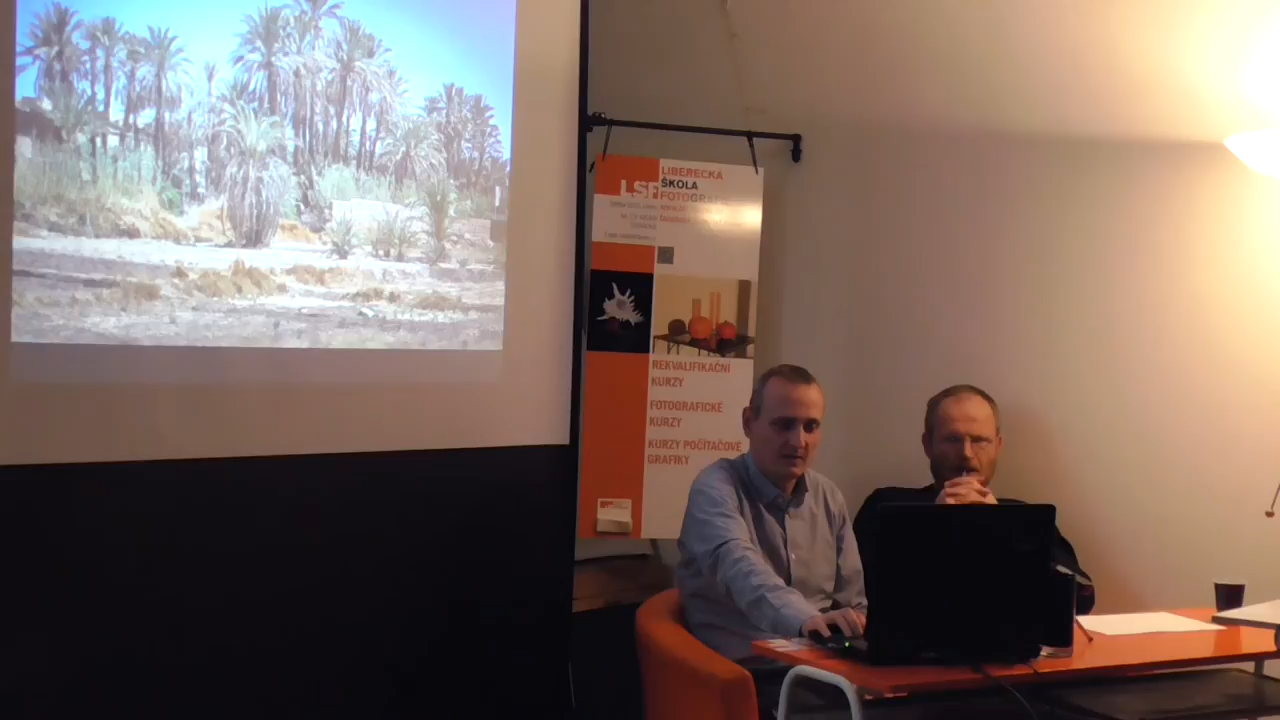 LSF
LIBERECKÁ
ŠKOLA
FOTOGRAFIE
REKVALIFIKAČNÍ
KURZY
FOTOGRAFICKÉ
KURZY
KURZY POČÍTAČOVÉ
GRAFIKY